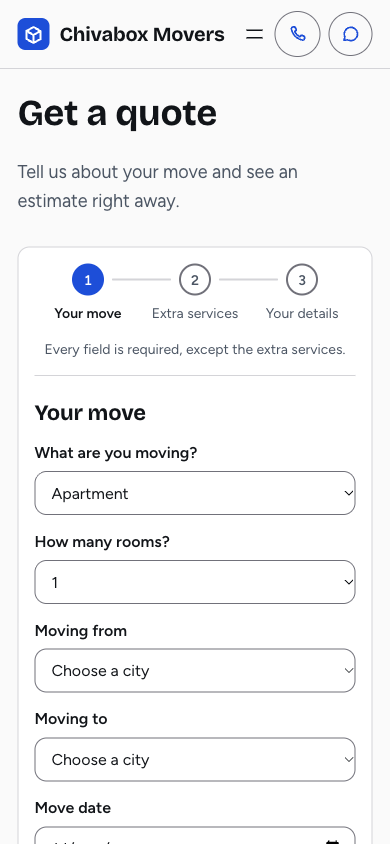 Chivabox Movers
Get a quote
Tell us about your move and see an
estimate right away.
1
2
3
Your move
Extra services
Your details
Every field is required, except the extra services.
Your move
What are you moving?
Apartment
How many rooms?
1
Moving from
Choose a city
Moving to
Choose a city
Move date